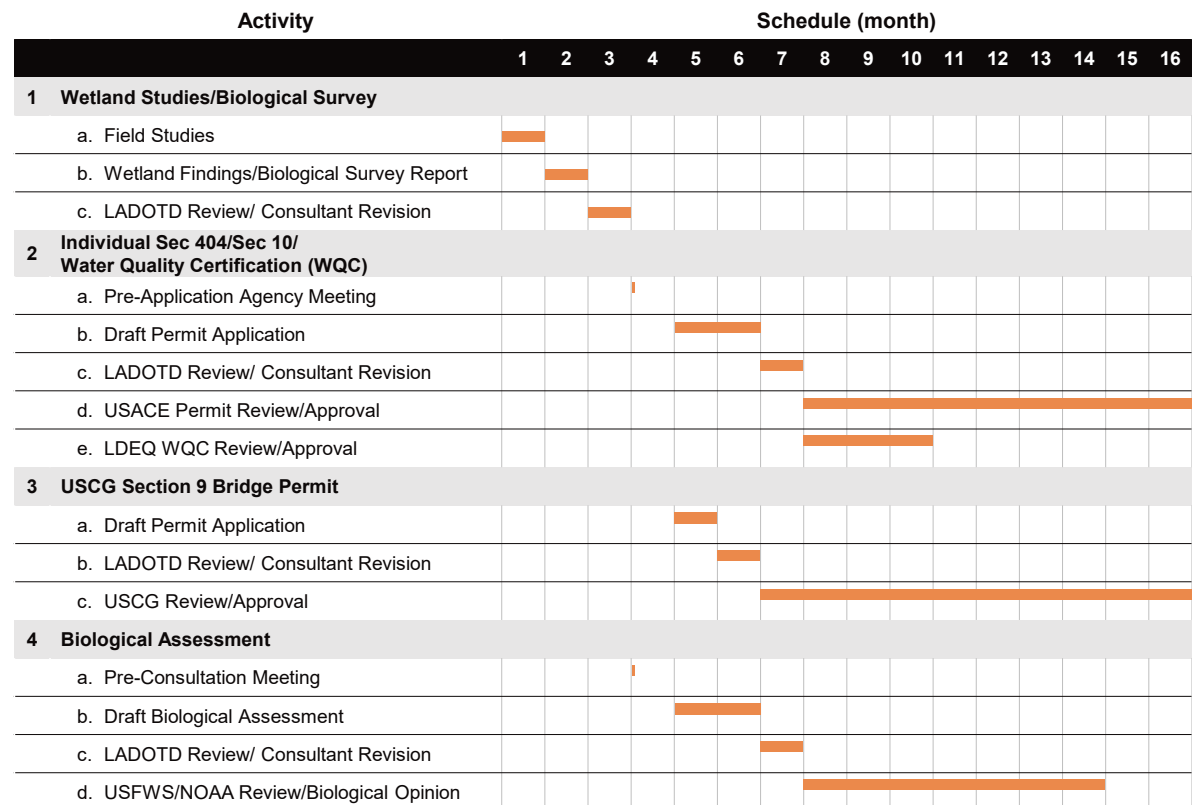 Activity Schedule (month)
1 2 3 4 5 6 7 8 9 10 11 12 13 14 15 16
1 Wetland Studies/Biological Survey
a. Field Studies
b. Wetland Findings/Biological Survey Report
c. LADOTD Review/ Consultant Revision
2 Individual Sec 404/Sec 10/
Water Quality Certification (WQC)
a. Pre-Application Agency Meeting
b. Draft Permit Application
c. LADOTD Review/ Consultant Revision
d. USACE Permit Review/Approval
e. LDEQ WQC Review/Approval
3 USCG Section 9 Bridge Permit
a. Draft Permit Application
b. LADOTD Review/ Consultant Revision
c. USCG Review/Approval
4 Biological Assessment
a. Pre-Consultation Meeting
b. Draft Biological Assessment
c. LADOTD Review/ Consultant Revision
d. USFWS/NOAA Review/Biological Opinion